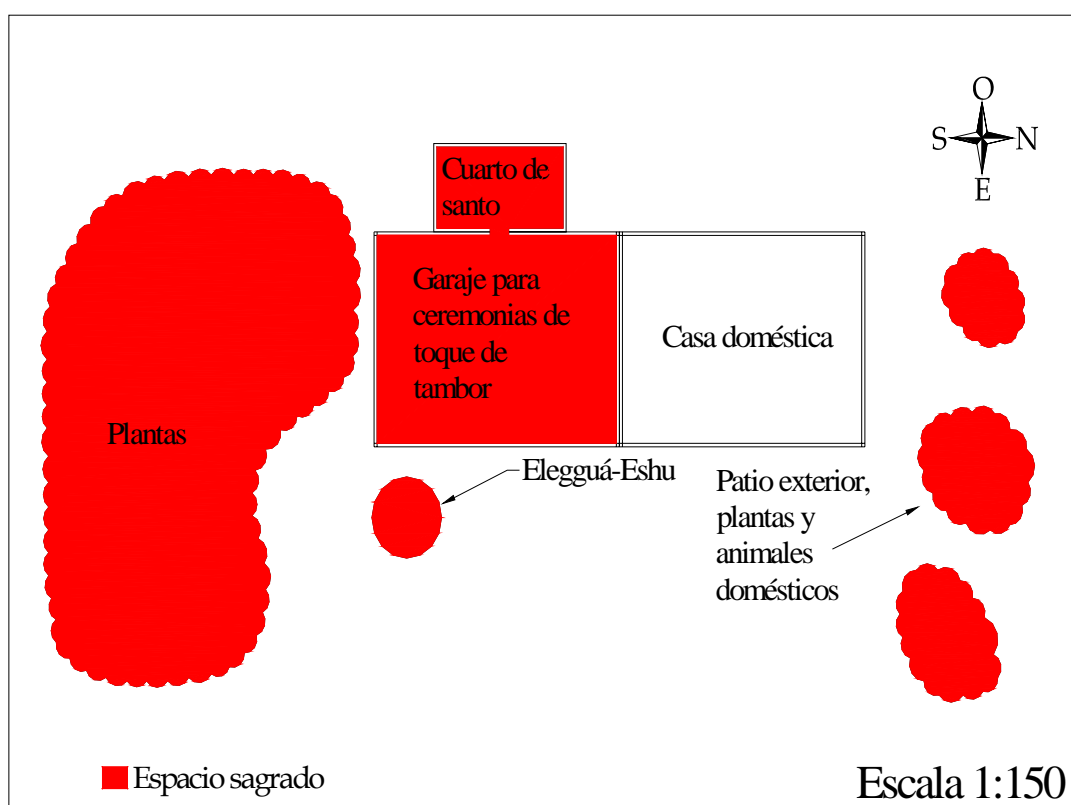 O
S N
E
Cuarto de
santo
Garaje para
ceremonias de
toque de
tambor
Casa doméstica
Plantas
Elegguá-Eshu
Patio exterior,
plantas y
animales
domésticos
Espacio sagrado
Escala 1:150